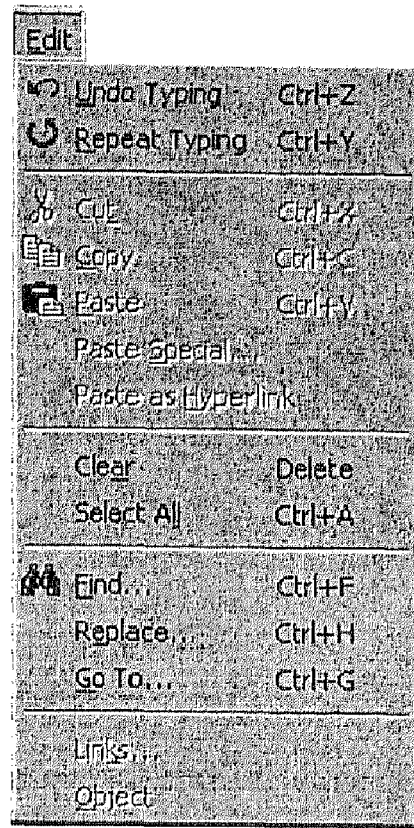 Edit
Undo Typing Ctrl+Z
Repeat Typing Ctrl+Y
Cut Ctrl+X
Copy Ctrl+C
Paste Ctrl+V
Paste Special...
Paste as Hyperlink
Clear Delete
Select All Ctrl+A
Find... Ctrl+F
Replace... Ctrl+H
Go To... Ctrl+G
Links...
Object